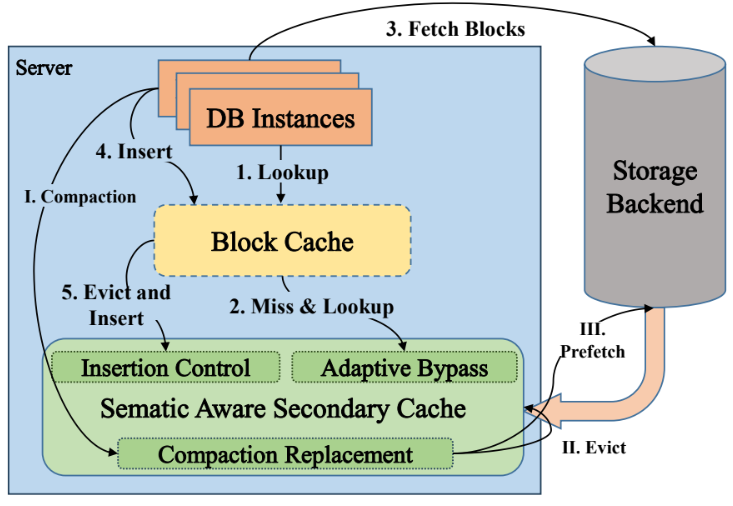 3. Fetch Blocks
Server
DB Instances
4. Insert
1. Lookup
I. Compaction
Storage
Backend
Block Cache
5. Evict and
Insert
2. Miss & Lookup
III.
Prefetch
Insertion Control
Adaptive Bypass
Sematic Aware Secondary Cache
II. Evict
Compaction Replacement